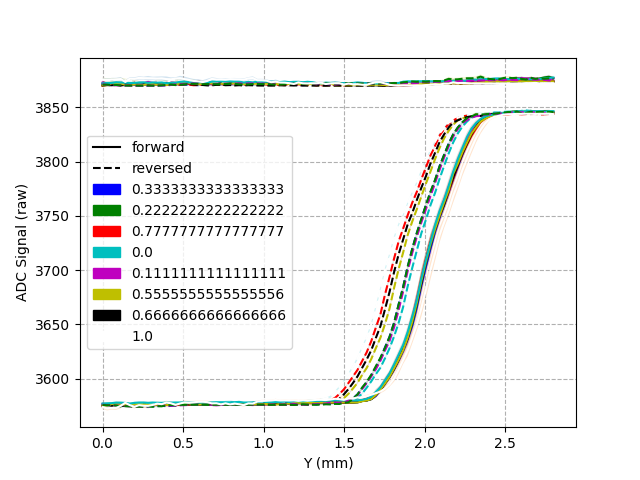 3850
3800
3750
3700
3650
3600
ADC Signal (raw)
forward
reversed
0.3333333333333333
0.2222222222222222
0.7777777777777777
0.0
0.1111111111111111
0.5555555555555556
0.6666666666666666
1.0
0.0 0.5 1.0 1.5 2.0 2.5
Y (mm)